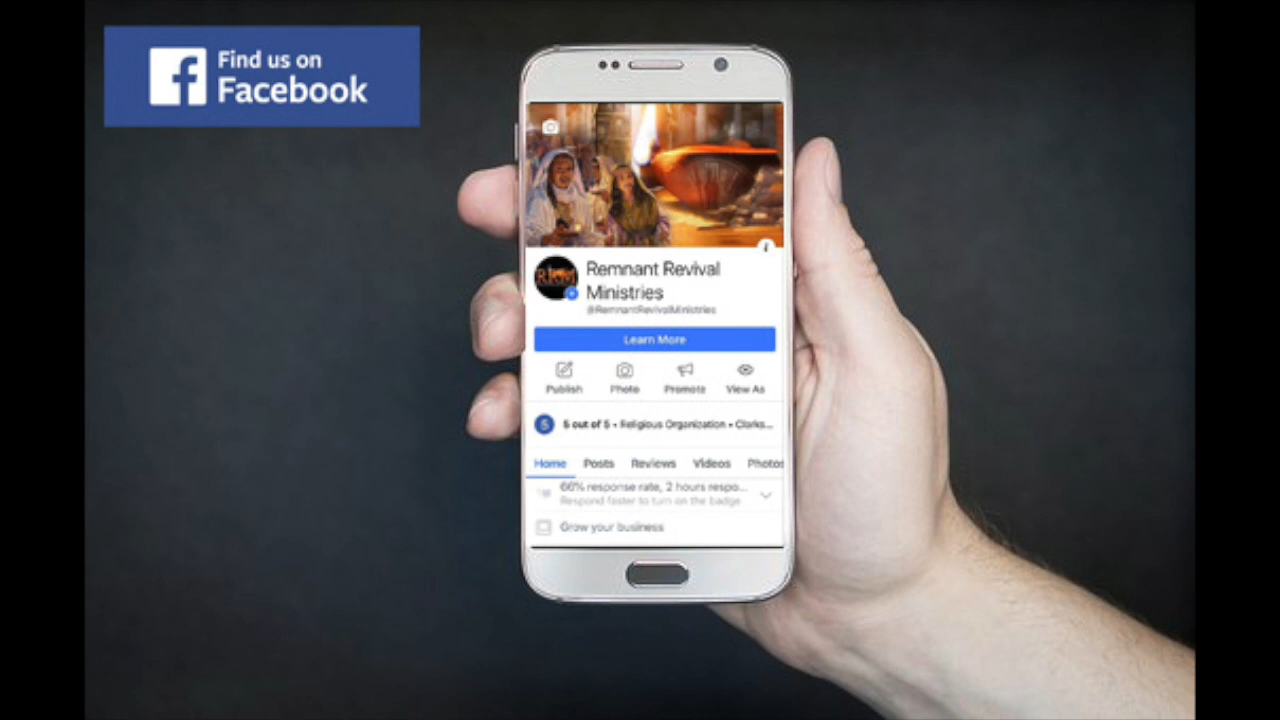 Find us on
Facebook
Remnant Revival
Ministries
@RemnantRevivalMinistries
Learn More
Publish Photo Promote View As
5 5 out of 5 • Religious Organization • Clarks...
Home Posts Reviews Videos Photos
66% response rate, 2 hours respo...
Respond faster to turn on the badge
Grow your business